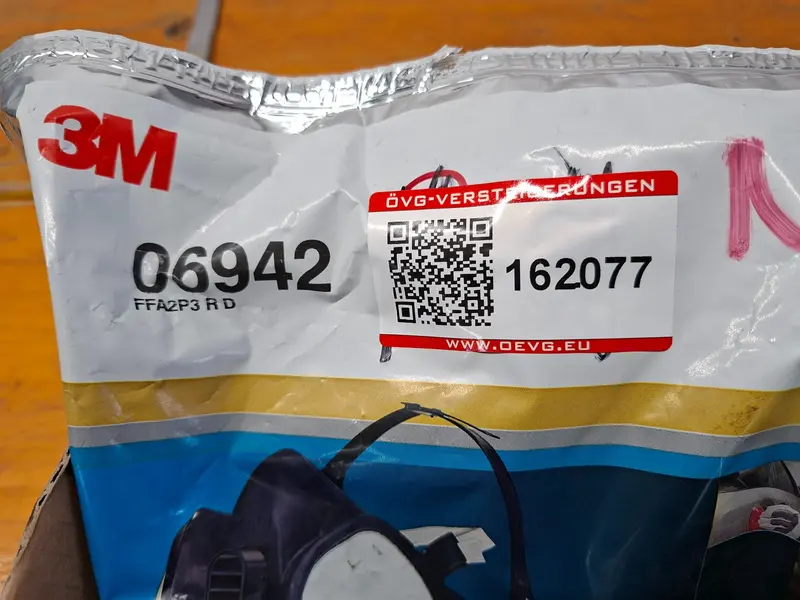 3M
06942
FFA2P3 R D
ÖVG-VERSTEIGERUNGEN
162077
WWW.OEVG.EU